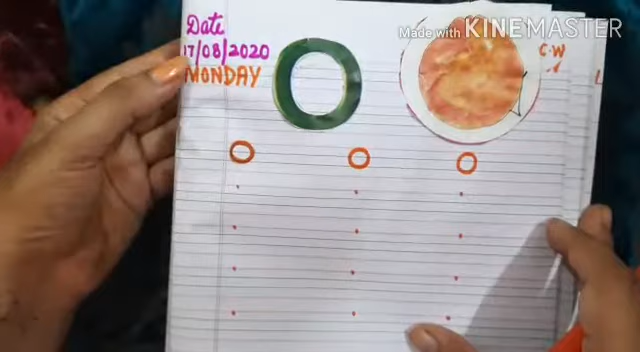 Made with KINEMASTER
Date
17/08/2020
MONDAY
C.W
O
O O O